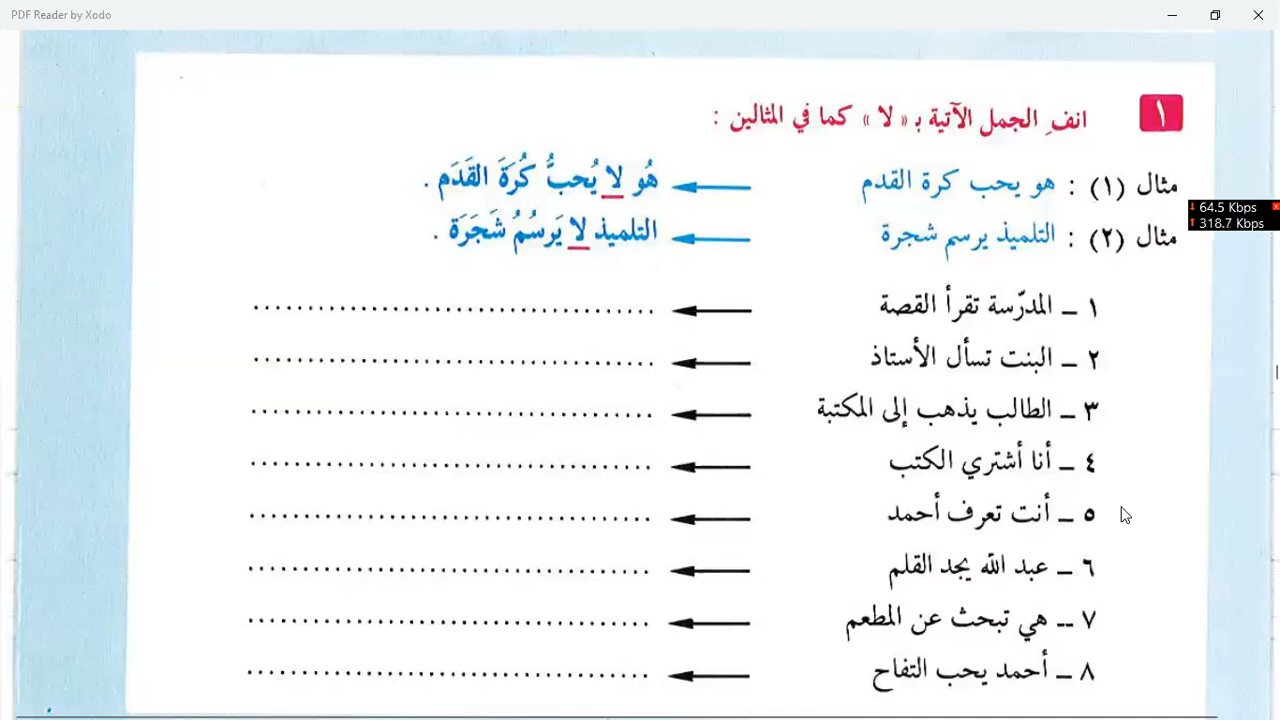 PDF Reader by Xodo
١ انفِ الجمل الآتية بـ « لا » كما في المثالين :
مثال (١) : هو يحب كرة القدم هُو لا يُحبُّ كُرَةَ القَدَم .
مثال (٢) : التلميذ يرسم شجرة التلميذ لا يَرسُمُ شَجَرَة .
64.5 Kbps
318.7 Kbps
١ ـ المدرّسة تقرأ القصة ........................................
٢ ـ البنت تسأل الأستاذ ........................................
٣ ـ الطالب يذهب إلى المكتبة ........................................
٤ ـ أنا أشتري الكتب ........................................
٥ ـ أنت تعرف أحمد ........................................
٦ ـ عبد الله يجد القلم ........................................
٧ -- هي تبحث عن المطعم ........................................
٨ ـ أحمد يحب التفاح ........................................